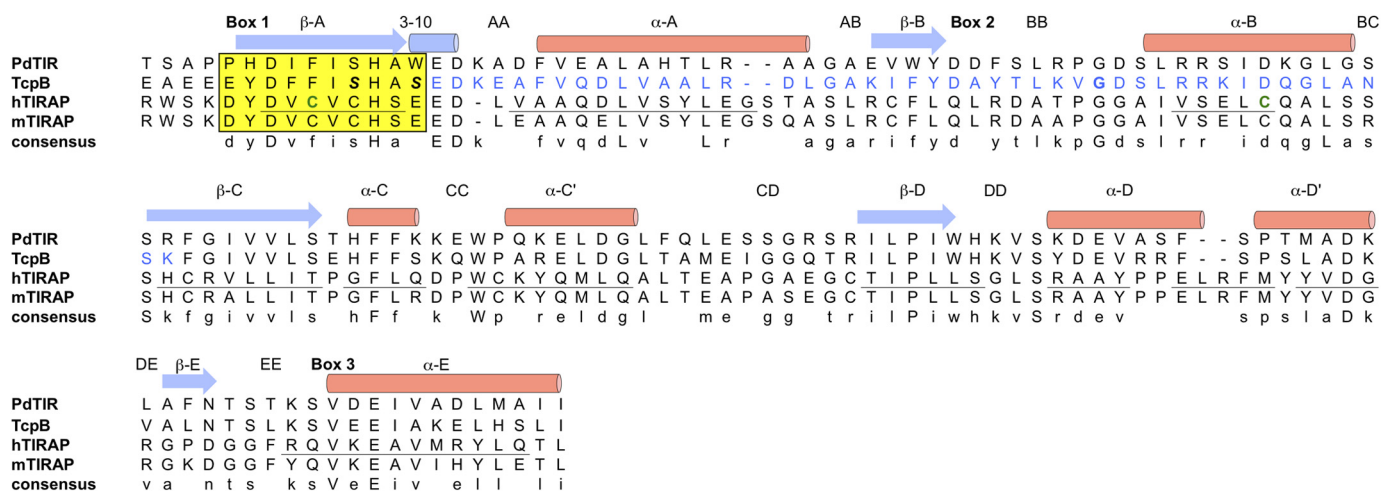 Box 1 β-A 3-10 AA α-A AB β-B Box 2 BB α-B BC
PdTIR T S A P P H D I F I S H A W E D K A D F V E A L A H T L R - - A A G A E V W Y D D F S L R P G D S L R R S I D K G L G S
TcpB E A E E E Y D F F I S H A S E D K E A F V Q D L V A A L R - - D L G A K I F Y D A Y T L K V G D S L R R K I D Q G L A N
hTIRAP R W S K D Y D V C V C H S E E D - L V A A Q D L V S Y L E G S T A S L R C F L Q L R D A T P G G A I V S E L C Q A L S S
mTIRAP R W S K D Y D V C V C H S E E D - L E A A Q E L V S Y L E G S Q A S L R C F L Q L R D A A P G G A I V S E L C Q A L S R
consensus d y D v f i s H a E D k f v q d L v L r a g a r i f y d y t l k p G d s l r r i d q g L a s
β-C α-C CC α-C' CD β-D DD α-D α-D'
PdTIR S R F G I V V L S T H F F K K E W P Q K E L D G L F Q L E S S G R S R I L P I W H K V S K D E V A S F - - S P T M A D K
TcpB S K F G I V V L S E H F F S K Q W P A R E L D G L T A M E I G G Q T R I L P I W H K V S Y D E V R R F - - S P S L A D K
hTIRAP S H C R V L L I T P G F L Q D P W C K Y Q M L Q A L T E A P G A E G C T I P L L S G L S R A A Y P P E L R F M Y Y V D G
mTIRAP S H C R A L L I T P G F L R D P W C K Y Q M L Q A L T E A P A S E G C T I P L L S G L S R A A Y P P E L R F M Y Y V D G
consensus S k f g i v v l s h F f k W p r e l d g l m e g g t r i l P i w h k v S r d e v s p s l a D k
DE β-E EE Box 3 α-E
PdTIR L A F N T S T K S V D E I V A D L M A I I
TcpB V A L N T S L K S V E E I A K E L H S L I
hTIRAP R G P D G G F R Q V K E A V M R Y L Q T L
mTIRAP R G K D G G F Y Q V K E A V I H Y L E T L
consensus v a n t s k s V e E i v e l l l i